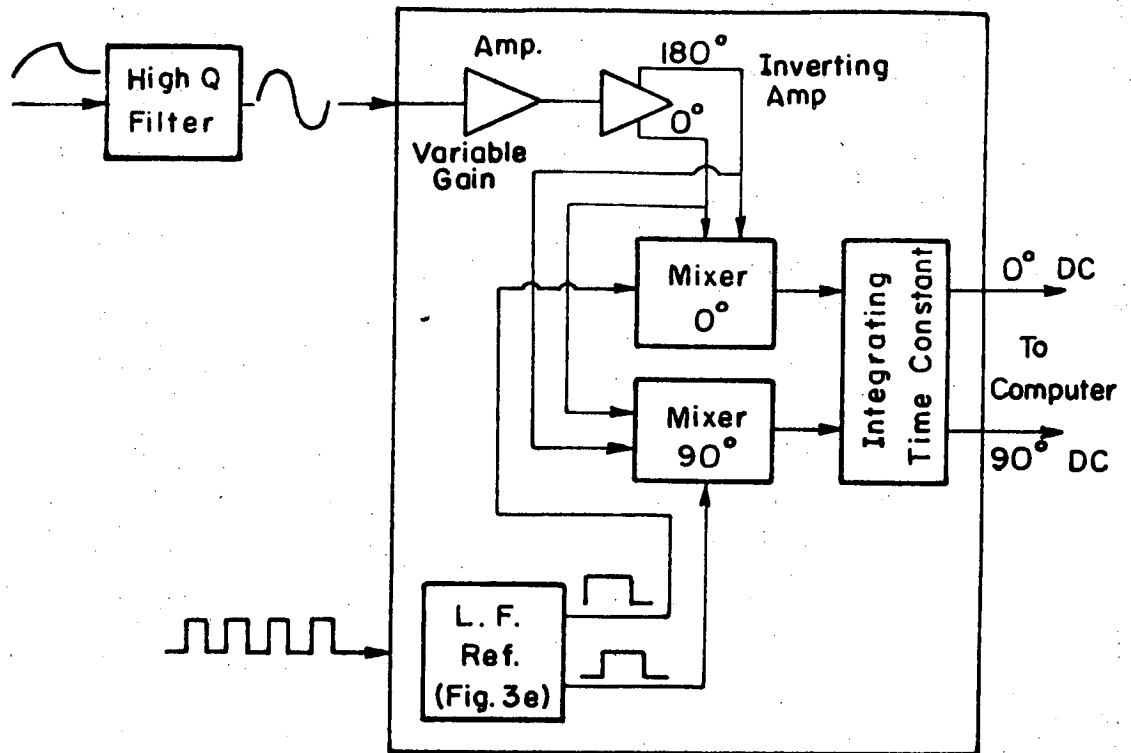 High Q
Filter
Amp.
Variable
Gain
180°
0°
Inverting
Amp
Mixer
0°
Mixer
90°
Integrating
Time Constant
0° DC
To
Computer
90° DC
L. F.
Ref.
(Fig. 3e)